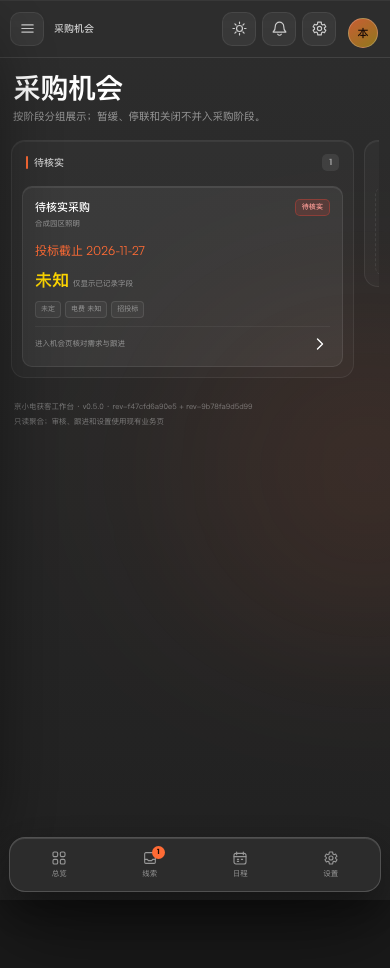 采购机会
本
采购机会
按阶段分组展示；暂缓、停联和关闭不并入采购阶段。
待核实
1
待核实采购
待核实
合成园区照明
投标截止 2026-11-27
未知 仅显示已记录字段
未定 电费 未知 招投标
进入机会页核对需求与跟进
京小电获客工作台 · v0.5.0 · rev-f47cfd6a90e5 + rev-9b78fa9d5d99
只读聚合；审核、跟进和设置使用现有业务页
1
总览 线索 日程 设置